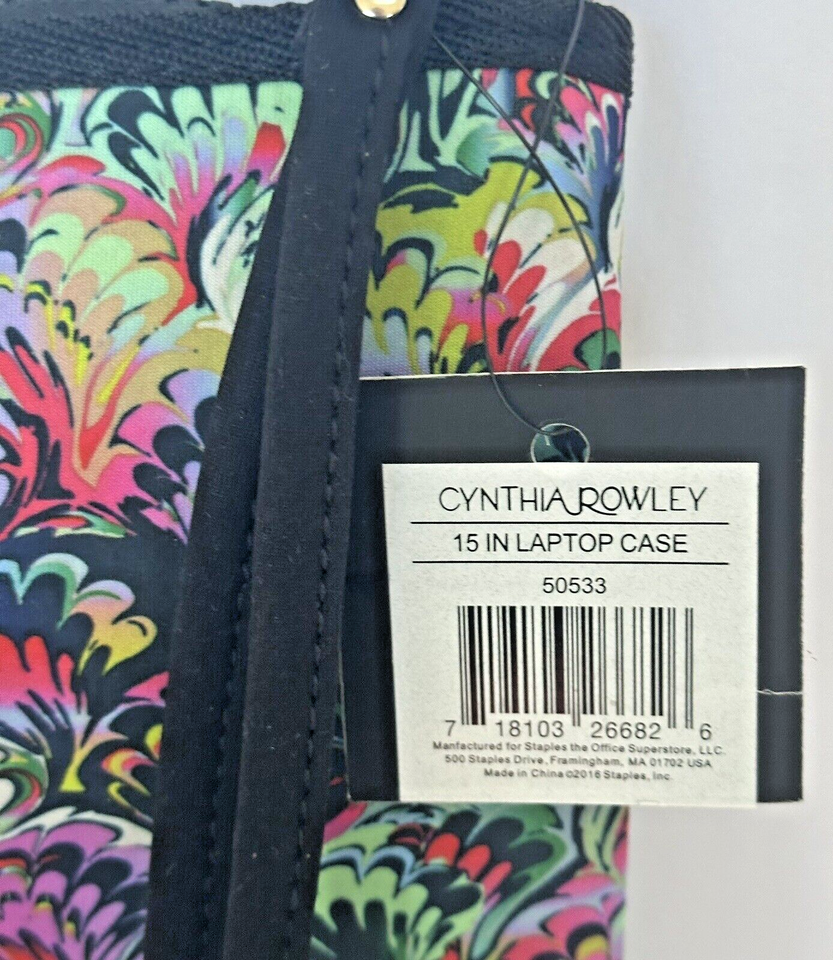 CYNTHIA ROWLEY
15 IN LAPTOP CASE
50533
7 18103 26682 6
Manfactured for Staples the Office Superstore, LLC.
500 Staples Drive, Framingham, MA 01702 USA
Made in China ©2016 Staples, Inc.